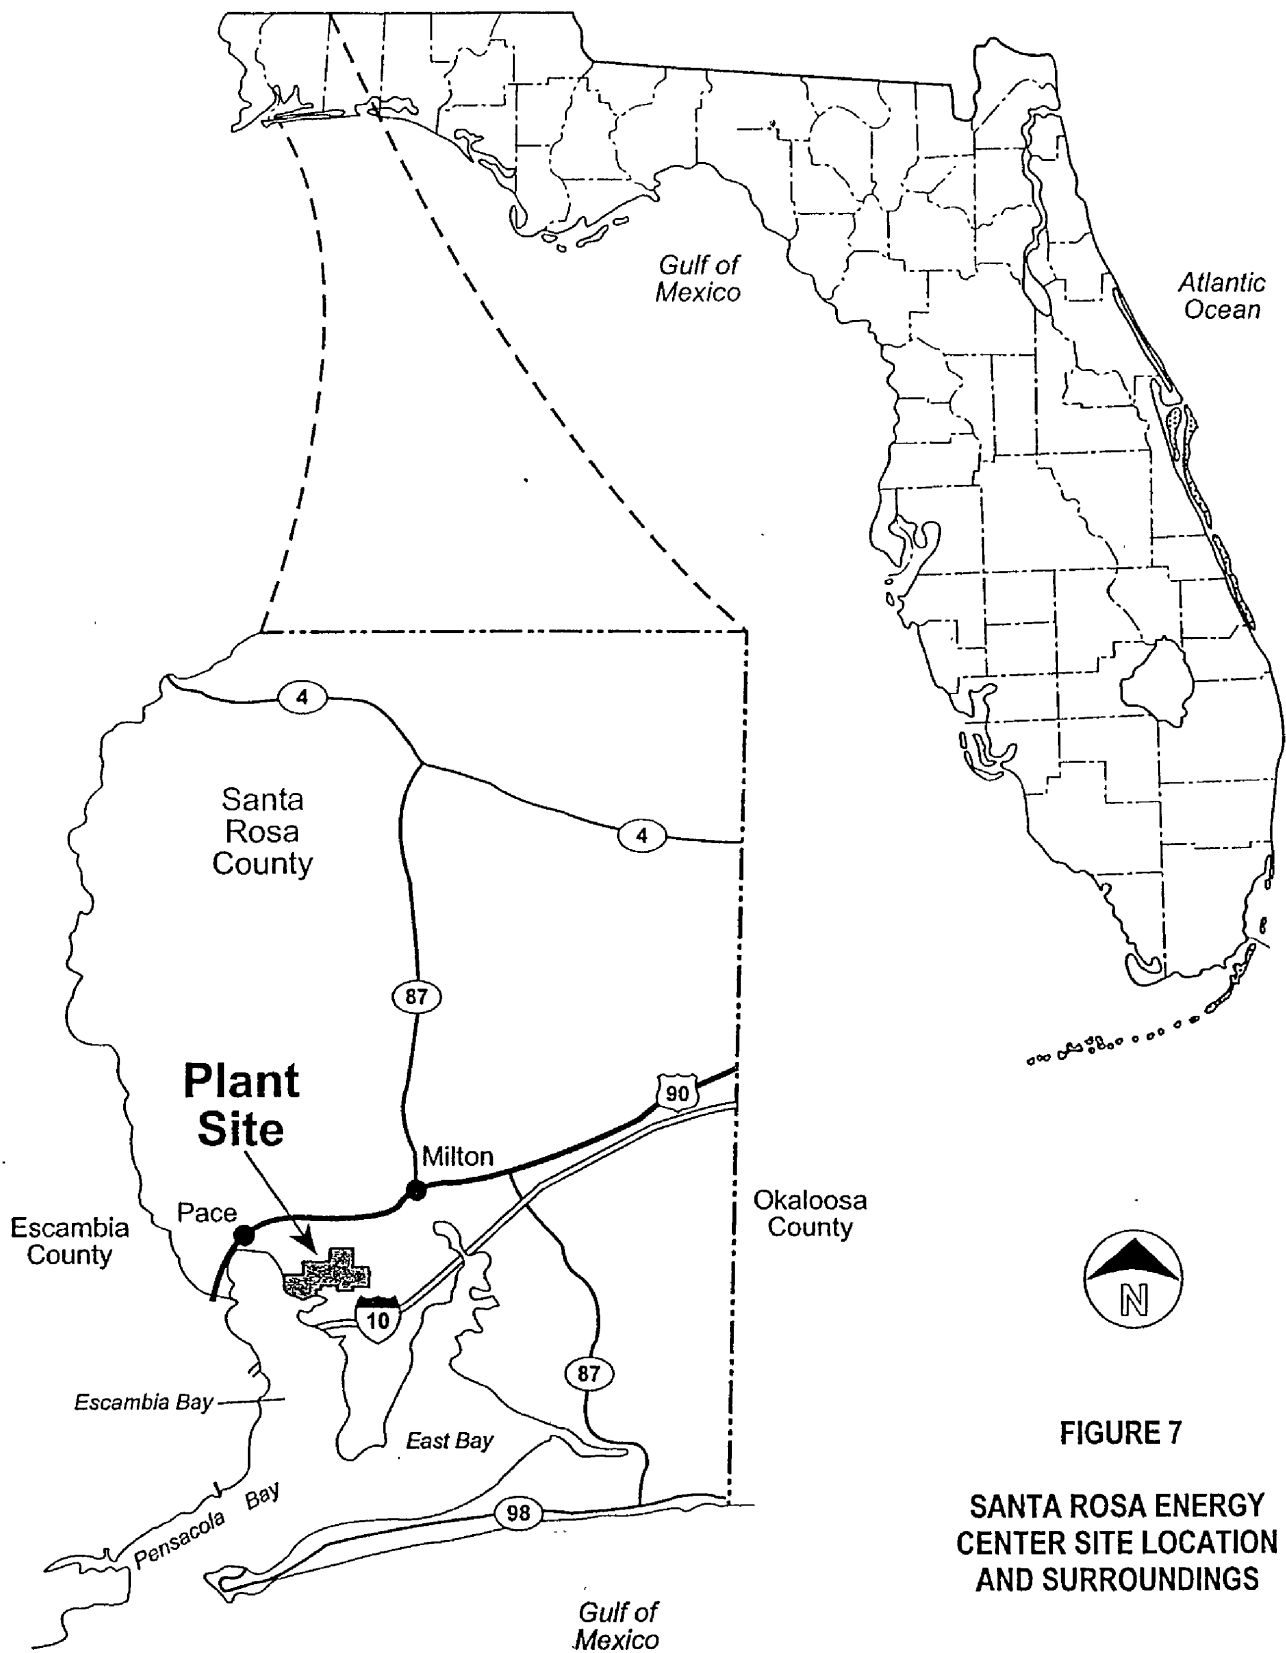 Gulf of
Mexico
Atlantic
Ocean
4
Santa
Rosa
County
4
87
Plant
Site
90
Milton
Pace
Escambia
County
Okaloosa
County
N
10
87
Escambia Bay
East Bay
Pensacola Bay
98
Gulf of
Mexico
FIGURE 7
SANTA ROSA ENERGY
CENTER SITE LOCATION
AND SURROUNDINGS